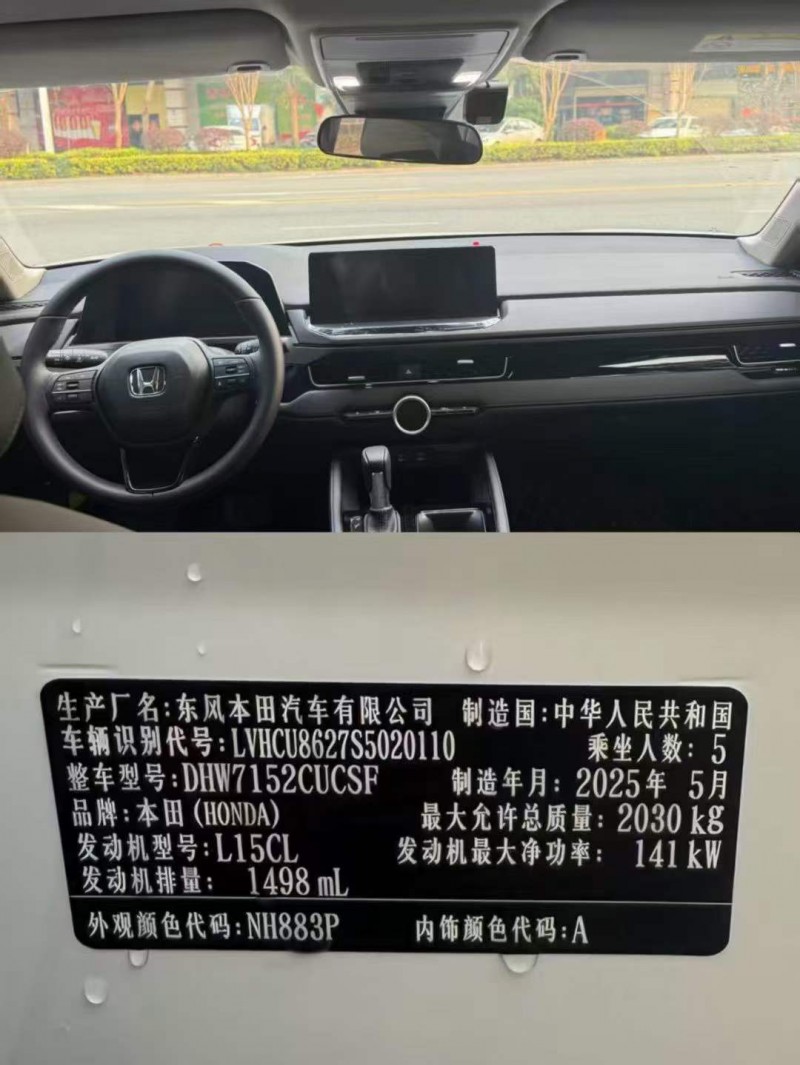 生产厂名:东风本田汽车有限公司 制造国:中华人民共和国
车辆识别代号:LVHCU8627S5020110 乘坐人数:5
整车型号:DHW7152CUCSF 制造年月:2025年 5月
品牌:本田(HONDA) 最大允许总质量:2030 kg
发动机型号:L15CL 发动机最大净功率: 141 kW
发动机排量: 1498 mL
外观颜色代码:NH883P 内饰颜色代码:A